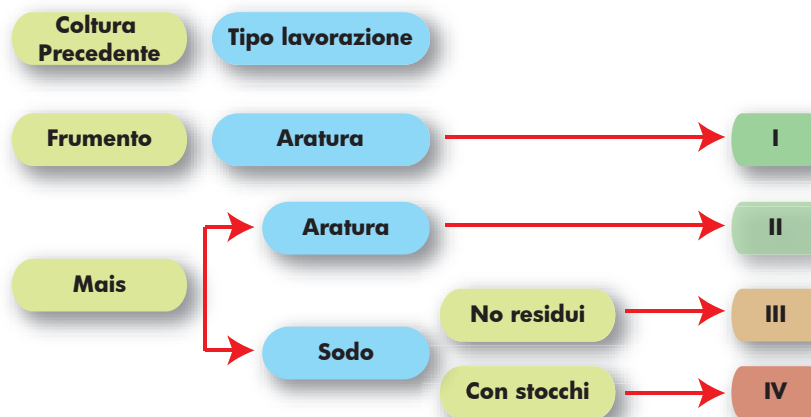 Coltura
Precedente
Tipo lavorazione
Frumento
Aratura
I
Aratura
II
Mais
No residui
III
Sodo
Con stocchi
IV